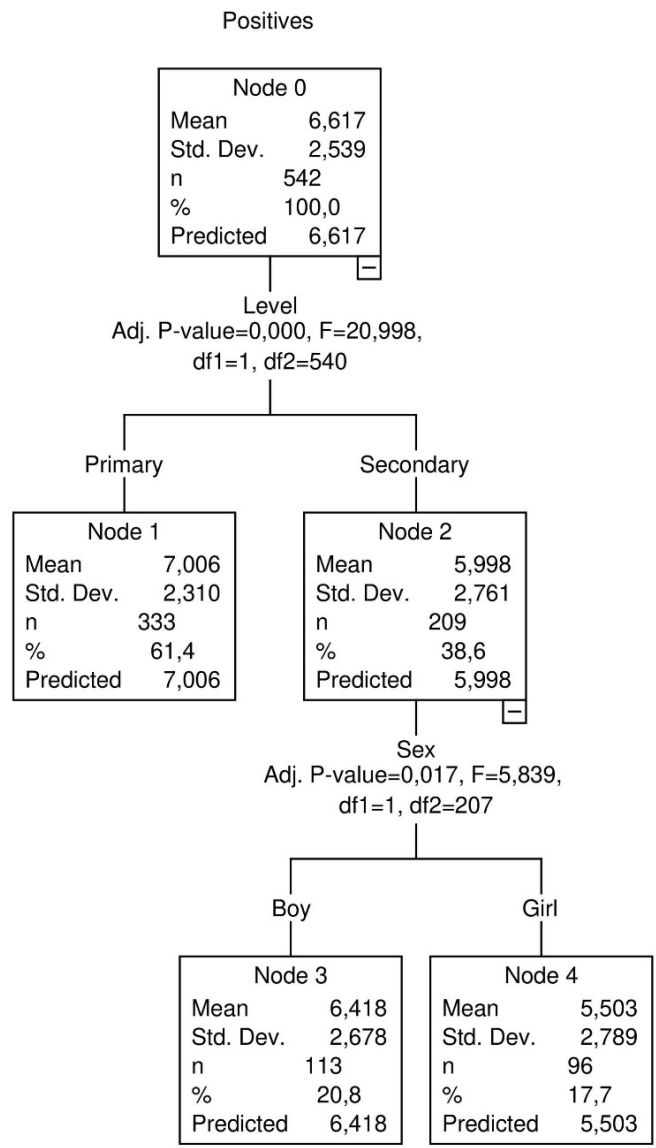 Positives
Node 0
Mean 6,617
Std. Dev. 2,539
n 542
% 100,0
Predicted 6,617
Level
Adj. P-value=0,000, F=20,998,
df1=1, df2=540
Primary Secondary
Node 1
Mean 7,006
Std. Dev. 2,310
n 333
% 61,4
Predicted 7,006
Node 2
Mean 5,998
Std. Dev. 2,761
n 209
% 38,6
Predicted 5,998
Sex
Adj. P-value=0,017, F=5,839,
df1=1, df2=207
Boy Girl
Node 3
Mean 6,418
Std. Dev. 2,678
n 113
% 20,8
Predicted 6,418
Node 4
Mean 5,503
Std. Dev. 2,789
n 96
% 17,7
Predicted 5,503